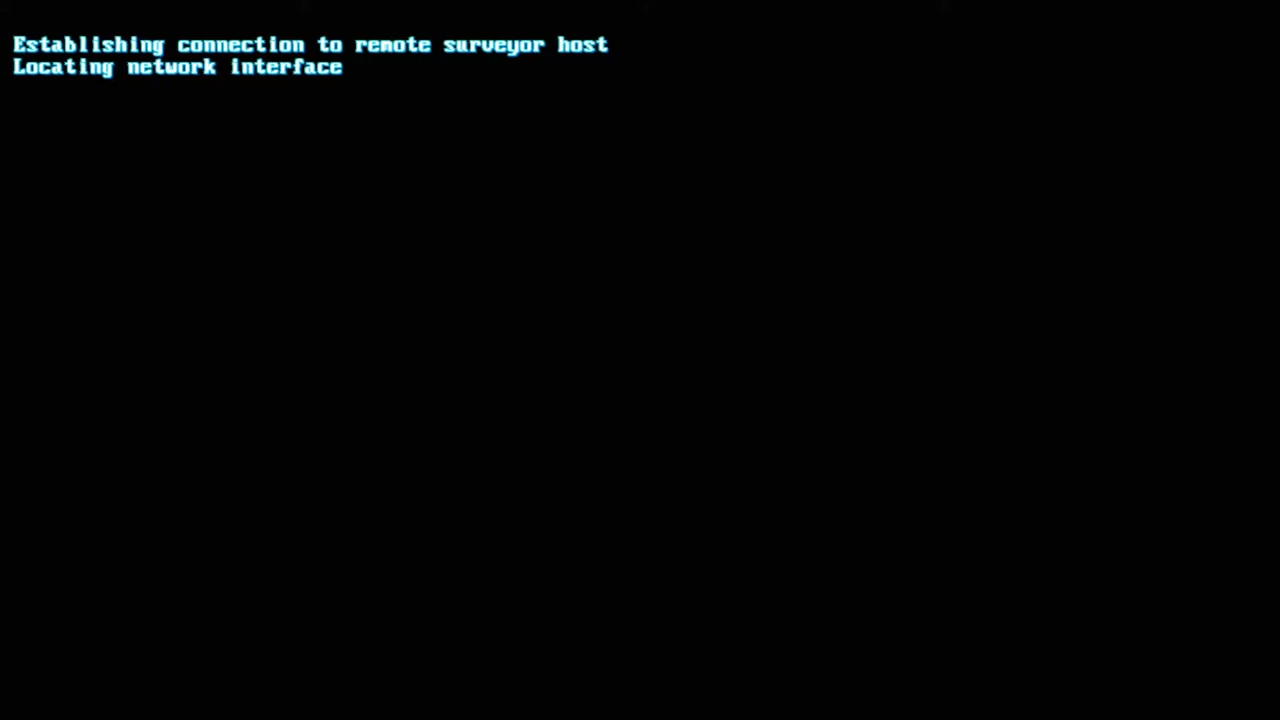 Establishing connection to remote surveyor host
Locating network interface